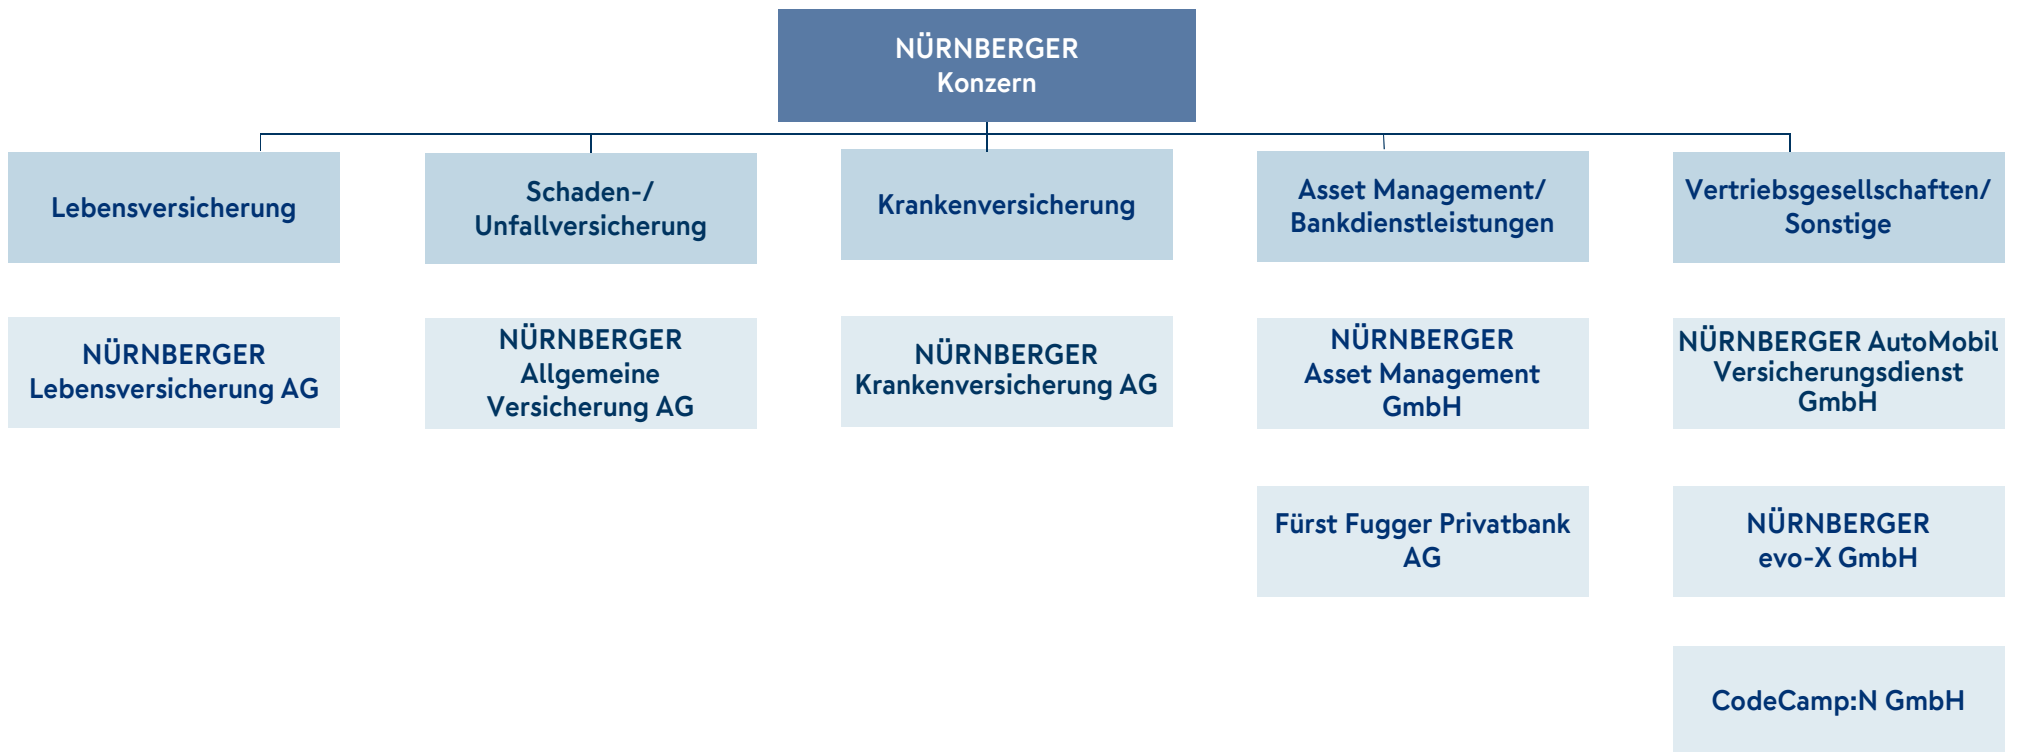 NÜRNBERGER
Konzern
Lebensversicherung
Schaden-/
Unfallversicherung
Krankenversicherung
Asset Management/
Bankdienstleistungen
Vertriebsgesellschaften/
Sonstige
NÜRNBERGER
Lebensversicherung AG
NÜRNBERGER
Allgemeine
Versicherung AG
NÜRNBERGER
Krankenversicherung AG
NÜRNBERGER
Asset Management
GmbH
NÜRNBERGER AutoMobil
Versicherungsdienst
GmbH
Fürst Fugger Privatbank
AG
NÜRNBERGER
evo-X GmbH
CodeCamp:N GmbH